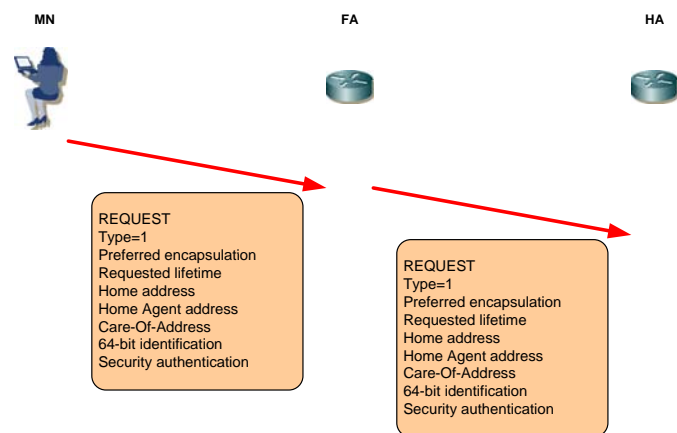 MN
FA
HA
REQUEST
Type=1
Preferred encapsulation
Requested lifetime
Home address
Home Agent address
Care-Of-Address
64-bit identification
Security authentication
REQUEST
Type=1
Preferred encapsulation
Requested lifetime
Home address
Home Agent address
Care-Of-Address
64-bit identification
Security authentication